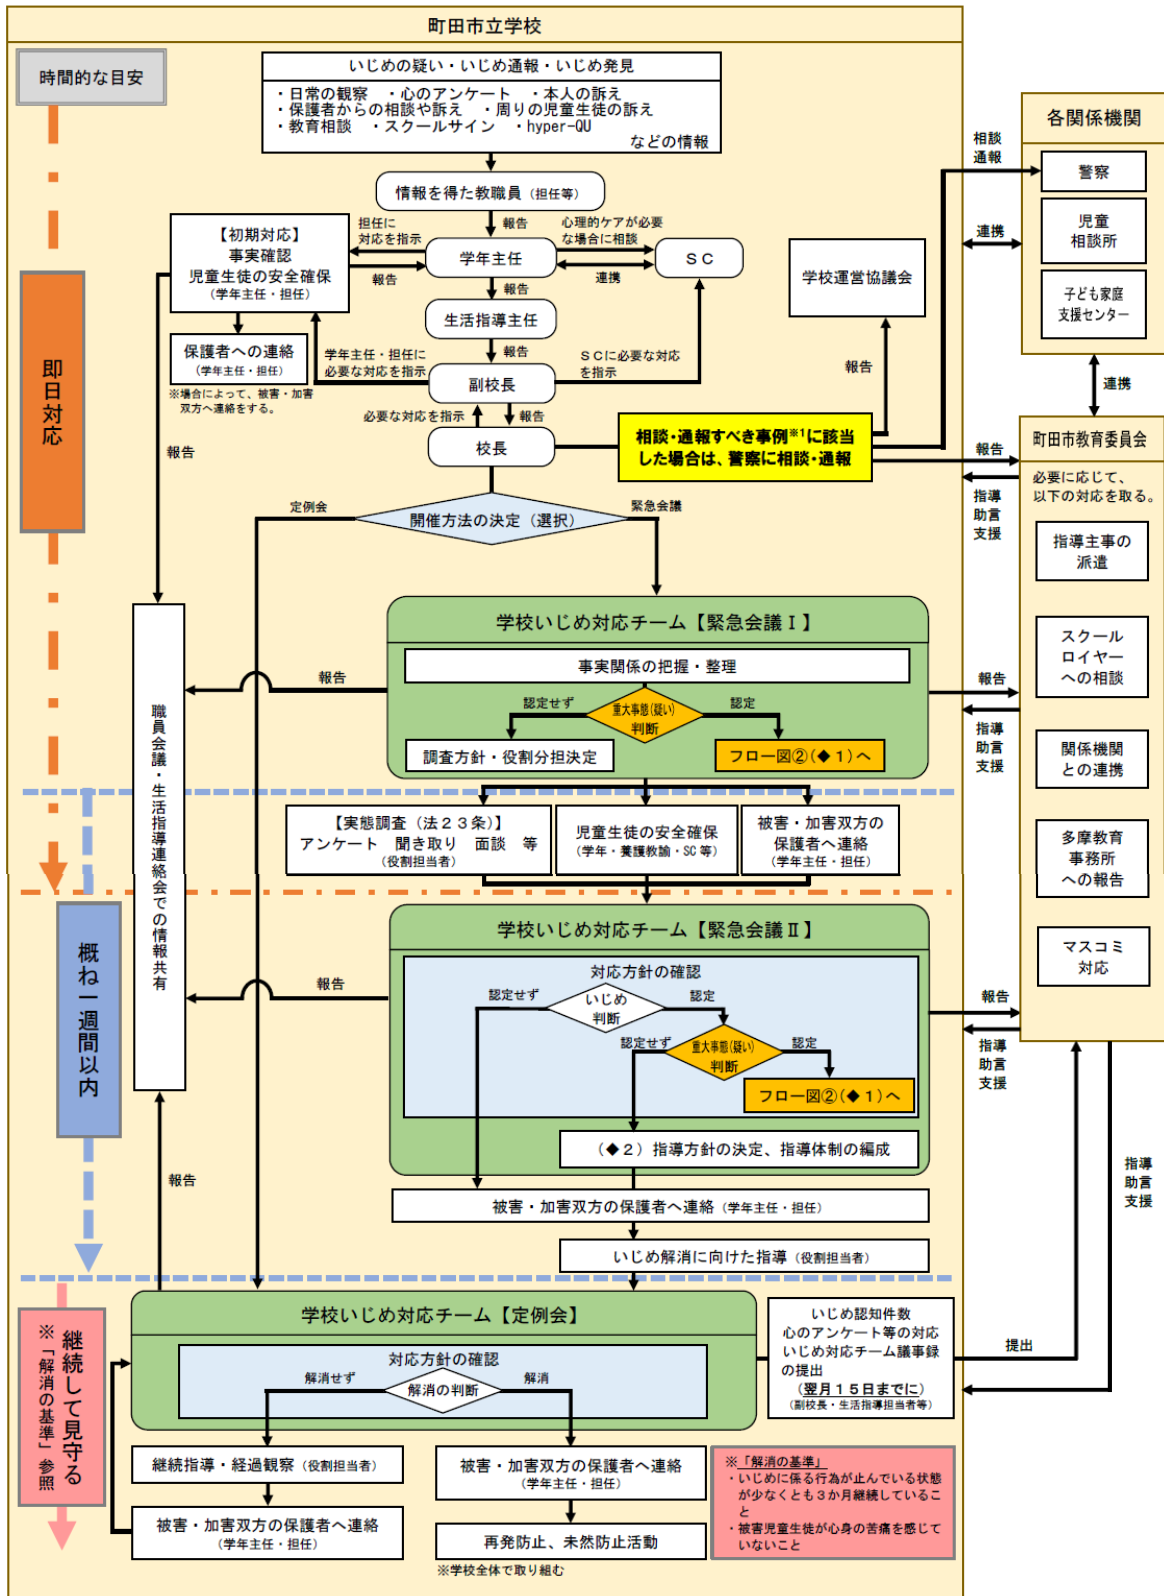 町田市立学校
時間的な目安
いじめの疑い・いじめ通報・いじめ発見
・日常の観察　・心のアンケート　・本人の訴え
・保護者からの相談や訴え　・周りの児童生徒の訴え
・教育相談　・スクールサイン　・hyper-QU
などの情報
情報を得た教職員（担任等）
報告
担任に
対応を指示
心理的ケアが必要
な場合に相談
【初期対応】
事実確認
児童生徒の安全確保
（学年主任・担任）
報告
学年主任
連携
ＳＣ
報告
生活指導主任
報告
保護者への連絡
（学年主任・担任）
※場合によって、被害・加害
双方へ連絡をする。
学年主任・担任に
必要な対応を指示
副校長
ＳＣに必要な対応
を指示
必要な対応を指示
報告
校長
相談・通報すべき事例※1に該当
した場合は、警察に相談・通報
学校運営協議会
報告
相談
通報
連携
各関係機関
警察
児童
相談所
子ども家庭
支援センター
連携
町田市教育委員会
必要に応じて、
以下の対応を取る。
指導主事の
派遣
スクール
ロイヤー
への相談
関係機関
との連携
多摩教育
事務所
への報告
マスコミ
対応
報告
指導
助言
支援
即日対応
報告
定例会
開催方法の決定（選択）
緊急会議
学校いじめ対応チーム【緊急会議Ⅰ】
事実関係の把握・整理
認定せず
重大事態(疑い)
判断
認定
調査方針・役割分担決定
フロー図②(◆１)へ
報告
報告
指導
助言
支援
職員会議・生活指導連絡会での情報共有
【実態調査（法２３条）】
アンケート　聞き取り　面談　等
（役割担当者）
児童生徒の安全確保
（学年・養護教諭・SC 等）
被害・加害双方の
保護者へ連絡
（学年主任・担任）
概ね一週間以内
学校いじめ対応チーム【緊急会議Ⅱ】
対応方針の確認
認定せず
いじめ
判断
認定
認定せず
重大事態(疑い)
判断
認定
フロー図②(◆１)へ
（◆２）指導方針の決定、指導体制の編成
報告
報告
指導
助言
支援
被害・加害双方の保護者へ連絡（学年主任・担任）
いじめ解消に向けた指導（役割担当者）
報告
指導
助言
支援
継続して見守る
※「解消の基準」参照
学校いじめ対応チーム【定例会】
対応方針の確認
解消せず
解消の判断
解消
いじめ認知件数
心のアンケート等の対応
いじめ対応チーム議事録
の提出
（翌月１５日までに）
（副校長・生活指導担当者等）
提出
継続指導・経過観察（役割担当者）
被害・加害双方の保護者へ連絡
（学年主任・担任）
被害・加害双方の保護者へ連絡
（学年主任・担任）
再発防止、未然防止活動
※学校全体で取り組む
※「解消の基準」
・いじめに係る行為が止んでいる状態
が少なくとも３か月継続しているこ
と
・被害児童生徒が心身の苦痛を感じて
いないこと